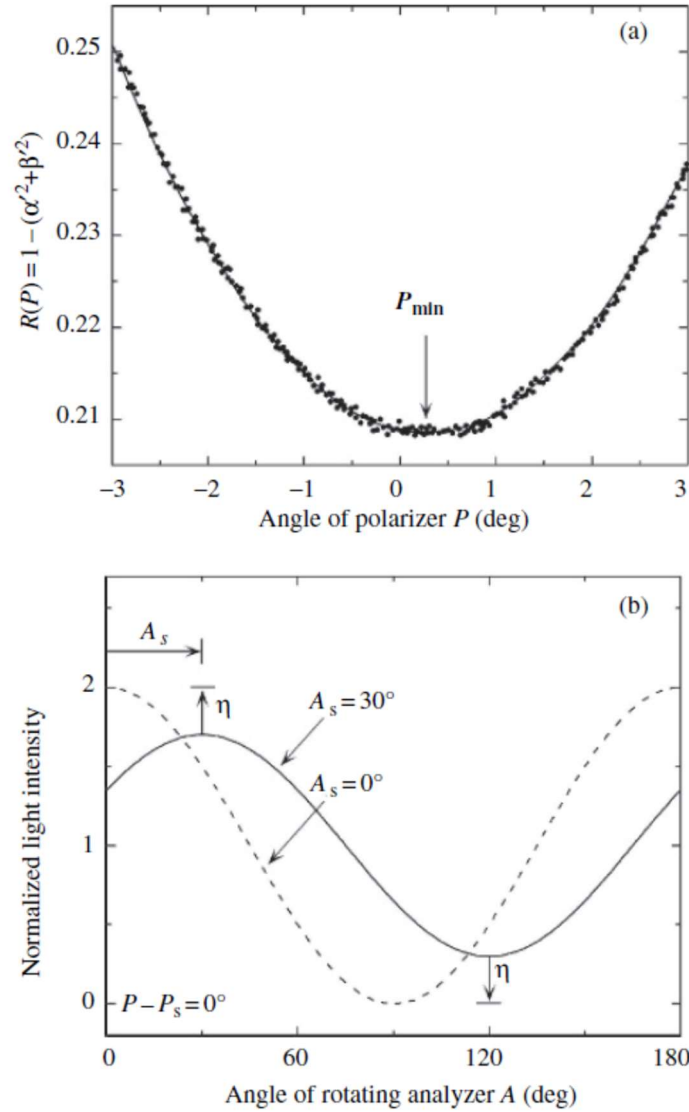 (a)
0.25
0.24
0.23
0.22
0.21
R(P) = 1 − (α′²+β′²)
P_min
−3 −2 −1 0 1 2 3
Angle of polarizer P (deg)
(b)
A_s
2
η
A_s = 30°
A_s = 0°
1
Normalized light intensity
η
0
P − P_s = 0°
0 60 120 180
Angle of rotating analyzer A (deg)